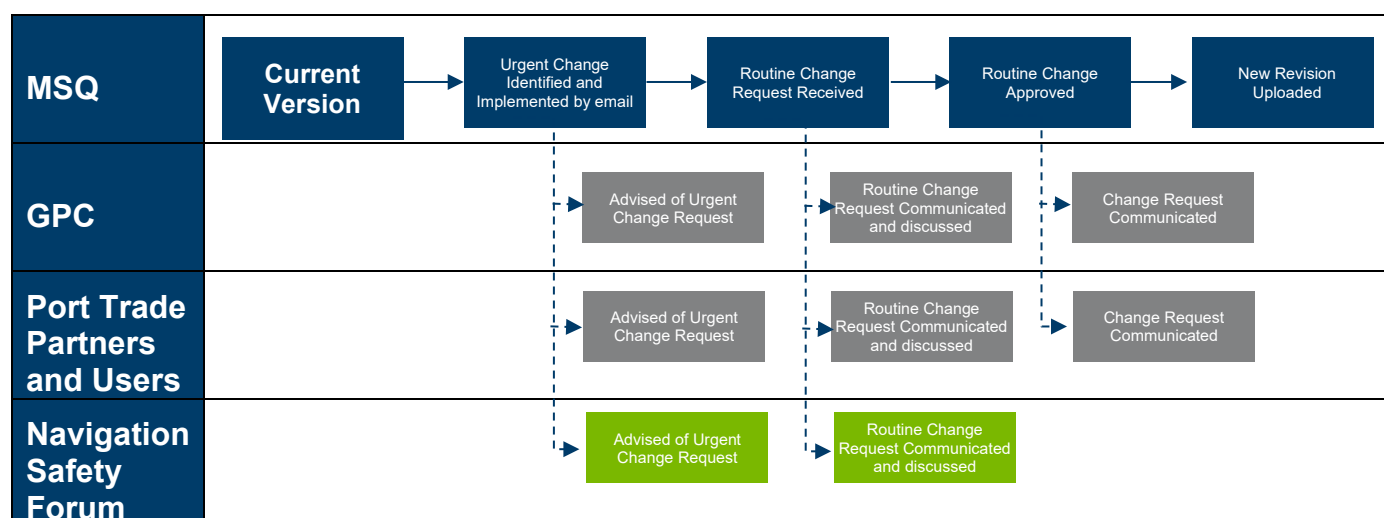 MSQ
Current
Version
Urgent Change
Identified and
Implemented by email
Routine Change
Request Received
Routine Change
Approved
New Revision
Uploaded
GPC
Advised of Urgent
Change Request
Routine Change
Request Communicated
and discussed
Change Request
Communicated
Port Trade
Partners
and Users
Advised of Urgent
Change Request
Routine Change
Request Communicated
and discussed
Change Request
Communicated
Navigation
Safety
Forum
Advised of Urgent
Change Request
Routine Change
Request Communicated
and discussed